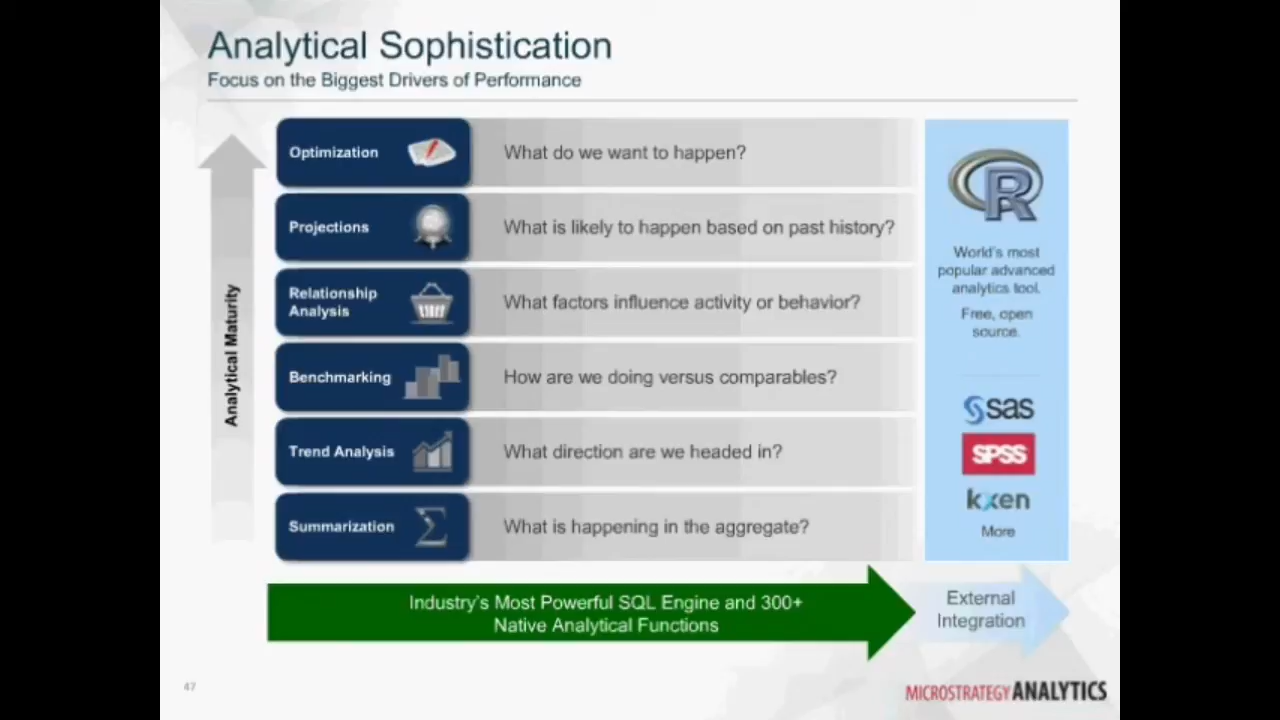 Analytical Sophistication
Focus on the Biggest Drivers of Performance
Analytical Maturity
Optimization
What do we want to happen?
Projections
What is likely to happen based on past history?
Relationship
Analysis
What factors influence activity or behavior?
Benchmarking
How are we doing versus comparables?
Trend Analysis
What direction are we headed in?
Summarization
What is happening in the aggregate?
R
World's most
popular advanced
analytics tool.
Free, open
source.
sas
SPSS
kxen
More
Industry's Most Powerful SQL Engine and 300+
Native Analytical Functions
External
Integration
47
MICROSTRATEGY ANALYTICS